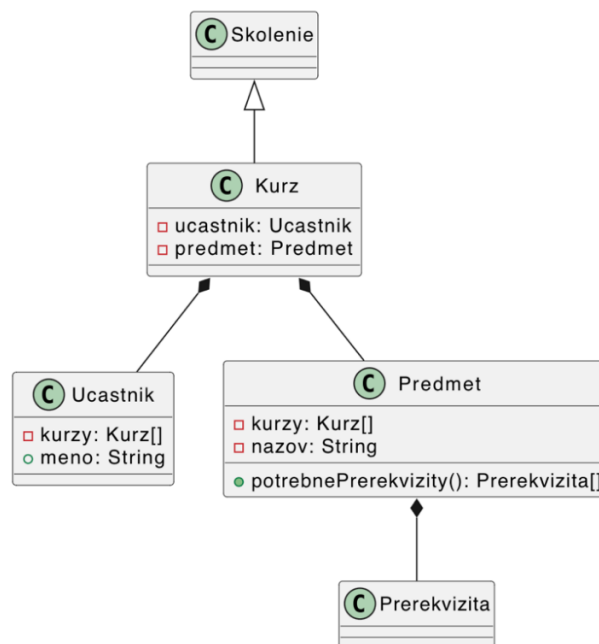 C Skolenie
C Kurz
ucastnik: Ucastnik
predmet: Predmet
C Ucastnik
kurzy: Kurz[]
meno: String
C Predmet
kurzy: Kurz[]
nazov: String
potrebnePrerekvizity(): Prerekvizita[]
C Prerekvizita